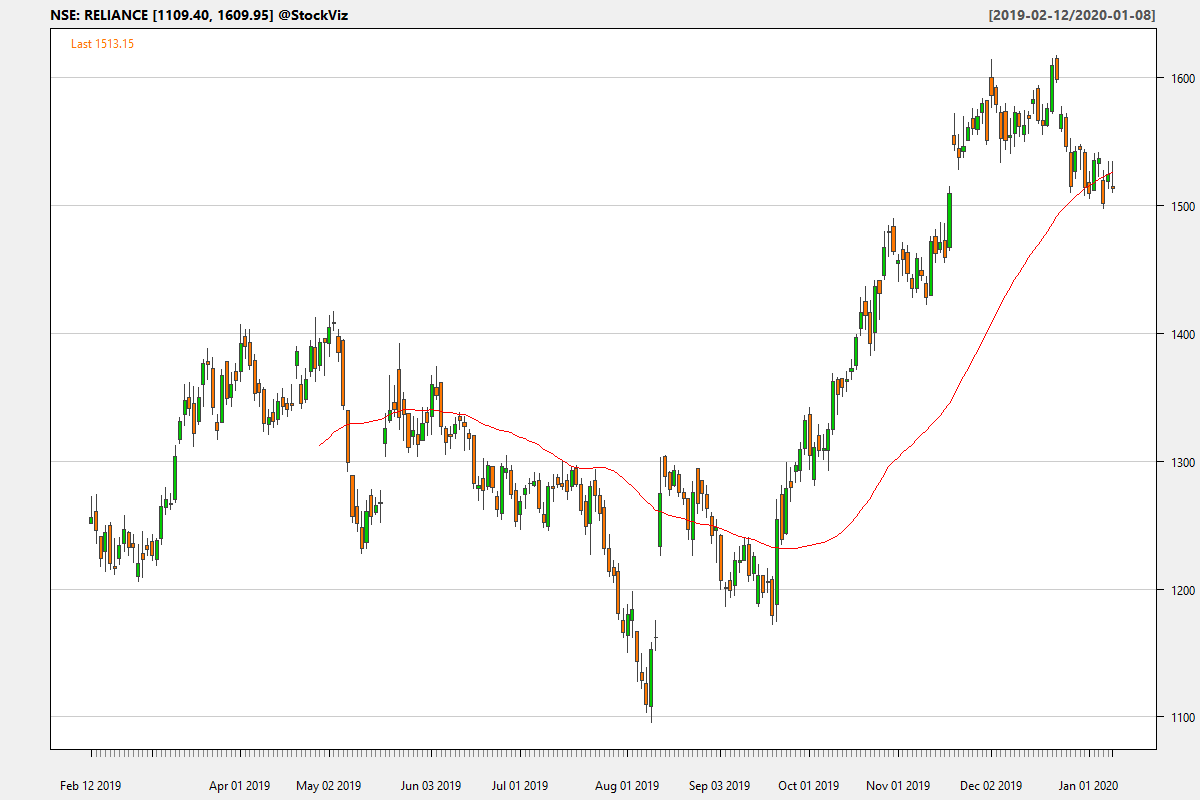 NSE: RELIANCE [1109.40, 1609.95] @StockViz [2019-02-12/2020-01-08]
Last 1513.15
1600
1500
1400
1300
1200
1100
Feb 12 2019 Apr 01 2019 May 02 2019 Jun 03 2019 Jul 01 2019 Aug 01 2019 Sep 03 2019 Oct 01 2019 Nov 01 2019 Dec 02 2019 Jan 01 2020